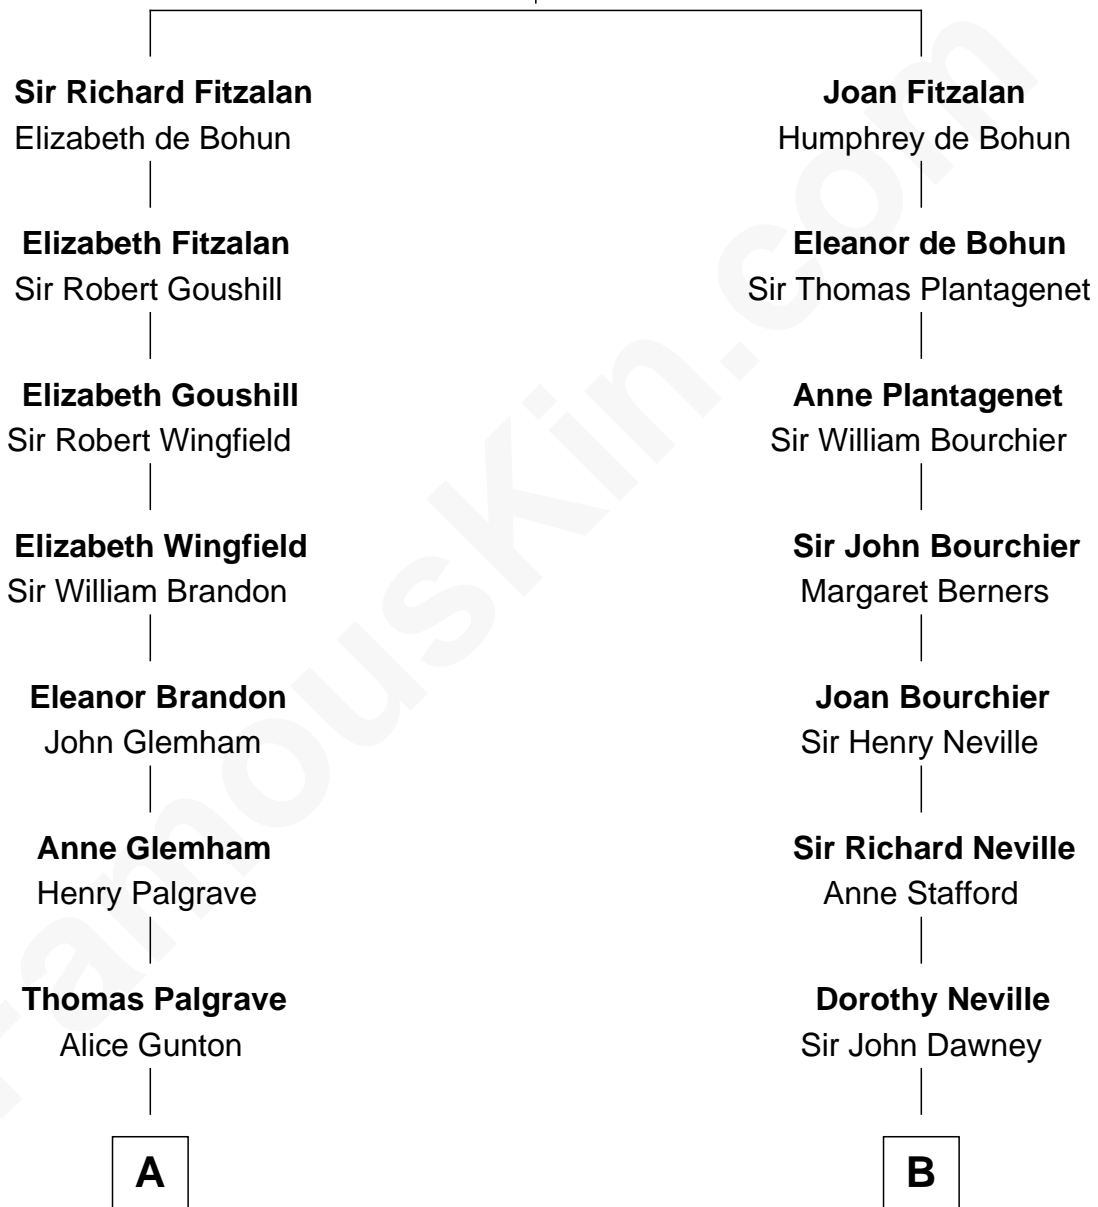 Sir Richard Fitzalan
Elizabeth de Bohun
Elizabeth Fitzalan
Sir Robert Goushill
Elizabeth Goushill
Sir Robert Wingfield
Elizabeth Wingfield
Sir William Brandon
Eleanor Brandon
John Glemham
Anne Glemham
Henry Palgrave
Thomas Palgrave
Alice Gunton
A
Joan Fitzalan
Humphrey de Bohun
Eleanor de Bohun
Sir Thomas Plantagenet
Anne Plantagenet
Sir William Bourchier
Sir John Bourchier
Margaret Berners
Joan Bourchier
Sir Henry Neville
Sir Richard Neville
Anne Stafford
Dorothy Neville
Sir John Dawney
B
FamousKin.com